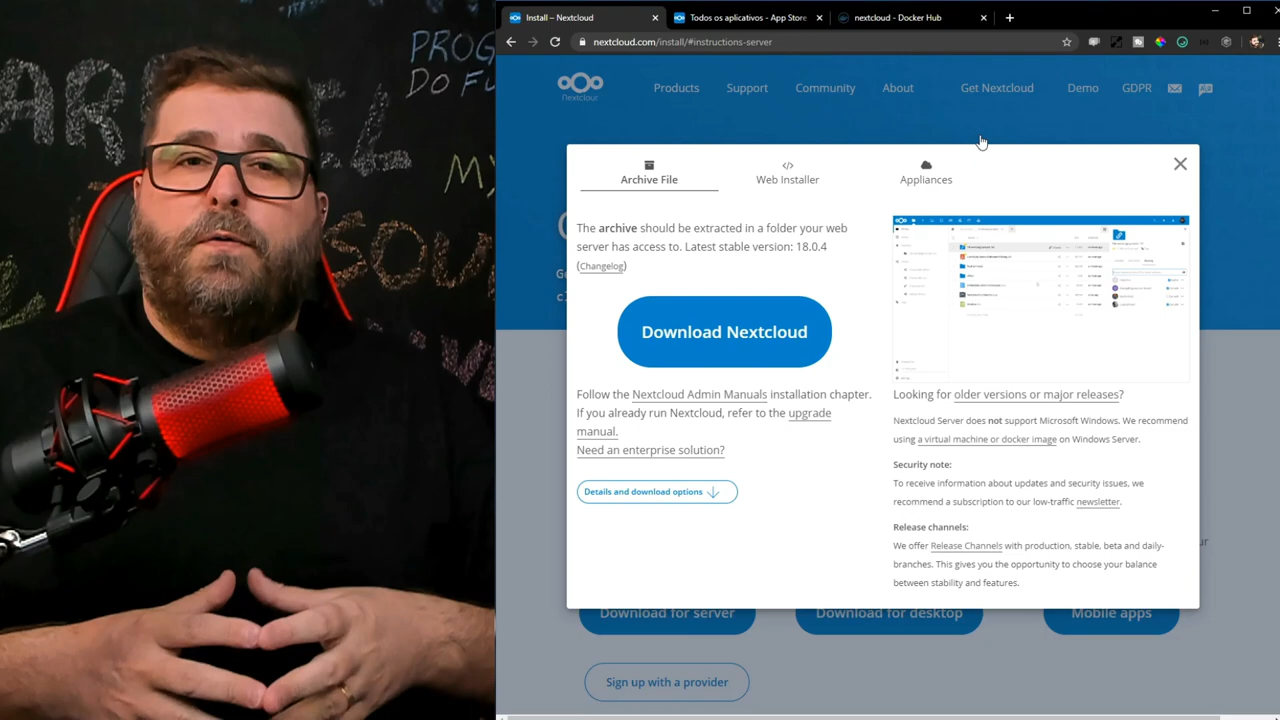 PROG
DO FU
AR EL
M
"W
Install – Nextcloud
Todos os aplicativos - App Store
nextcloud - Docker Hub
nextcloud.com/install/#instructions-server
Nextcloud
Products
Support
Community
About
Get Nextcloud
Demo
GDPR
Archive File
Web Installer
Appliances
The archive should be extracted in a folder your web
server has access to. Latest stable version: 18.0.4
(Changelog)
Download Nextcloud
Follow the Nextcloud Admin Manuals installation chapter.
If you already run Nextcloud, refer to the upgrade
manual.
Need an enterprise solution?
Details and download options
Looking for older versions or major releases?
Nextcloud Server does not support Microsoft Windows. We recommend
using a virtual machine or docker image on Windows Server.
Security note:
To receive information about updates and security issues, we
recommend a subscription to our low-traffic newsletter.
Release channels:
We offer Release Channels with production, stable, beta and daily-
branches. This gives you the opportunity to choose your balance
between stability and features.
Download for server
Download for desktop
Mobile apps
Sign up with a provider